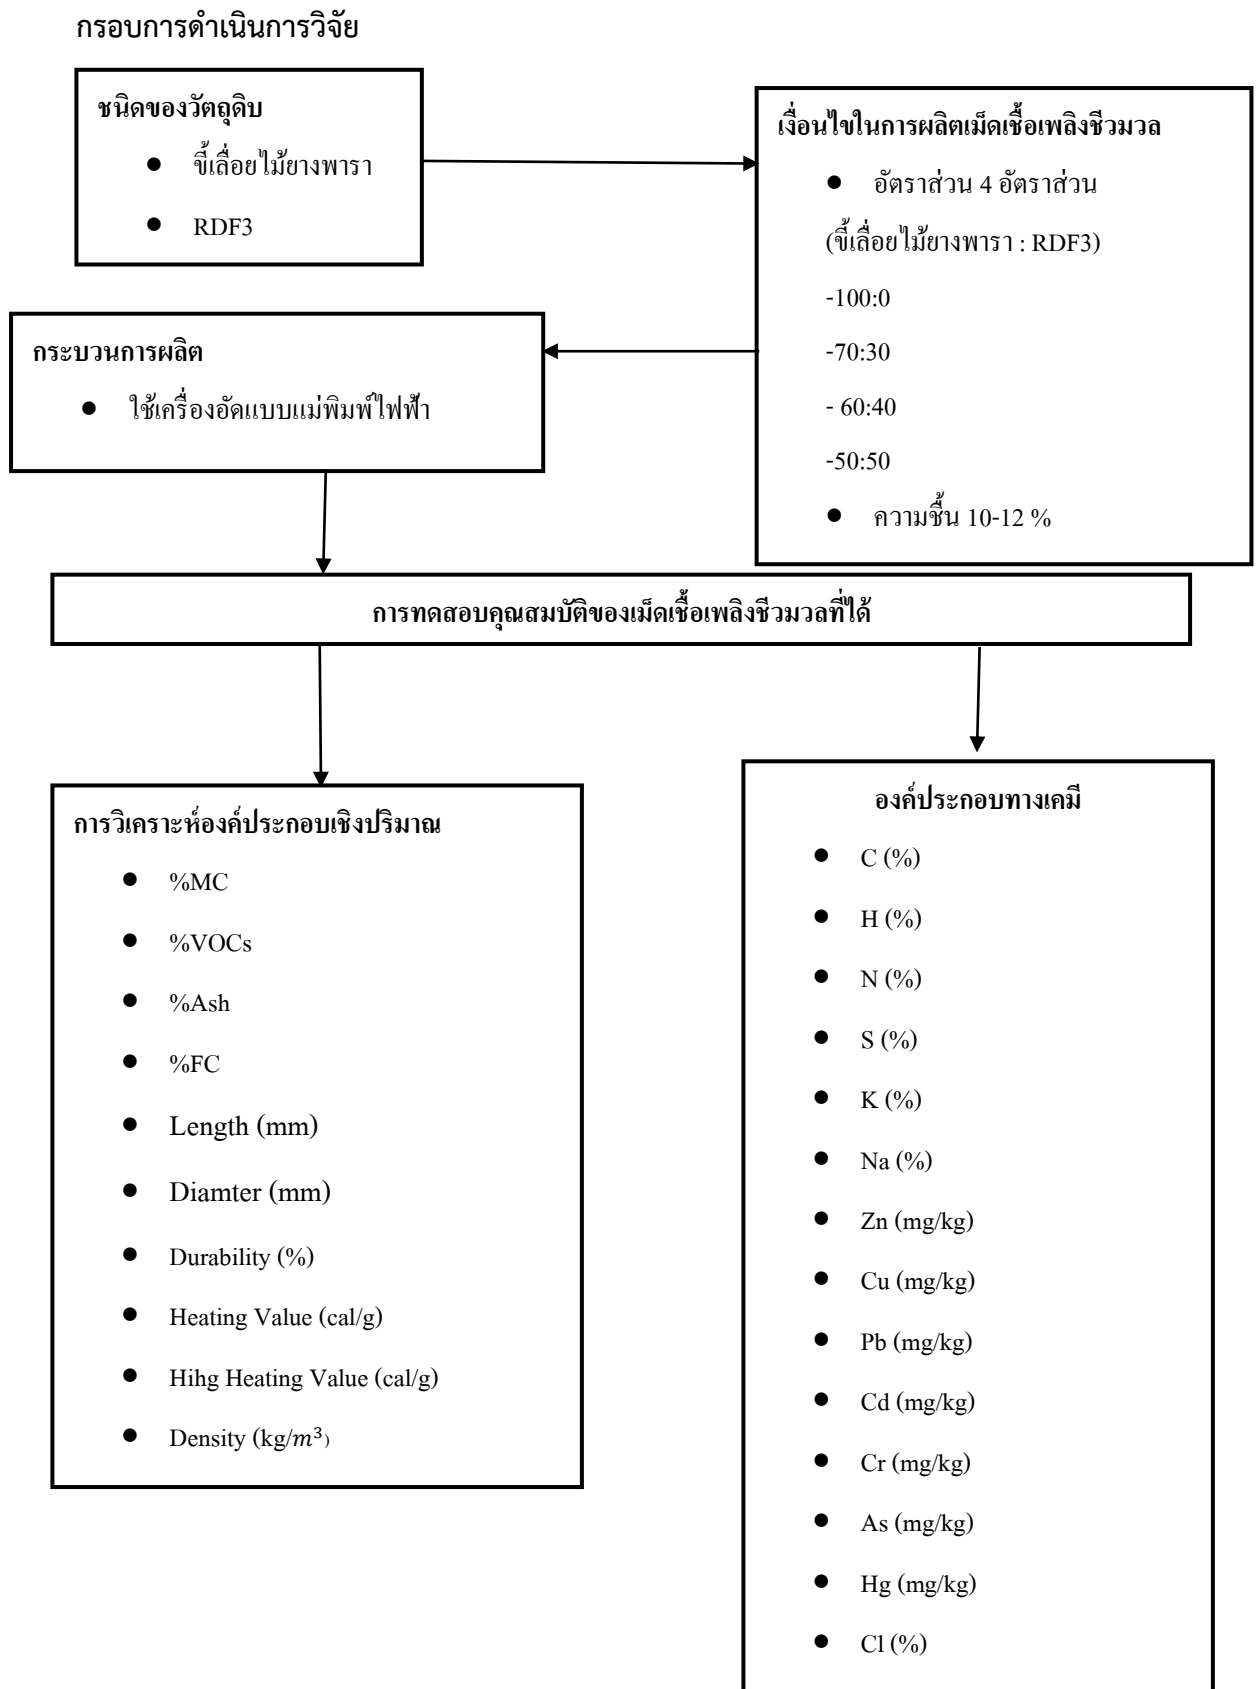 กรอบการดำเนินการวิจัย
ชนิดของวัตถุดิบ
● ขี้เลื่อยไม้ยางพารา
● RDF3
เงื่อนไขในการผลิตเม็ดเชื้อเพลิงชีวมวล
● อัตราส่วน 4 อัตราส่วน
(ขี้เลื่อยไม้ยางพารา : RDF3)
-100:0
-70:30
- 60:40
-50:50
● ความชื้น 10-12 %
กระบวนการผลิต
● ใช้เครื่องอัดแบบแม่พิมพ์ไฟฟ้า
การทดสอบคุณสมบัติของเม็ดเชื้อเพลิงชีวมวลที่ได้
การวิเคราะห์องค์ประกอบเชิงปริมาณ
● %MC
● %VOCs
● %Ash
● %FC
● Length (mm)
● Diamter (mm)
● Durability (%)
● Heating Value (cal/g)
● Hihg Heating Value (cal/g)
● Density (kg/m³)
องค์ประกอบทางเคมี
● C (%)
● H (%)
● N (%)
● S (%)
● K (%)
● Na (%)
● Zn (mg/kg)
● Cu (mg/kg)
● Pb (mg/kg)
● Cd (mg/kg)
● Cr (mg/kg)
● As (mg/kg)
● Hg (mg/kg)
● Cl (%)